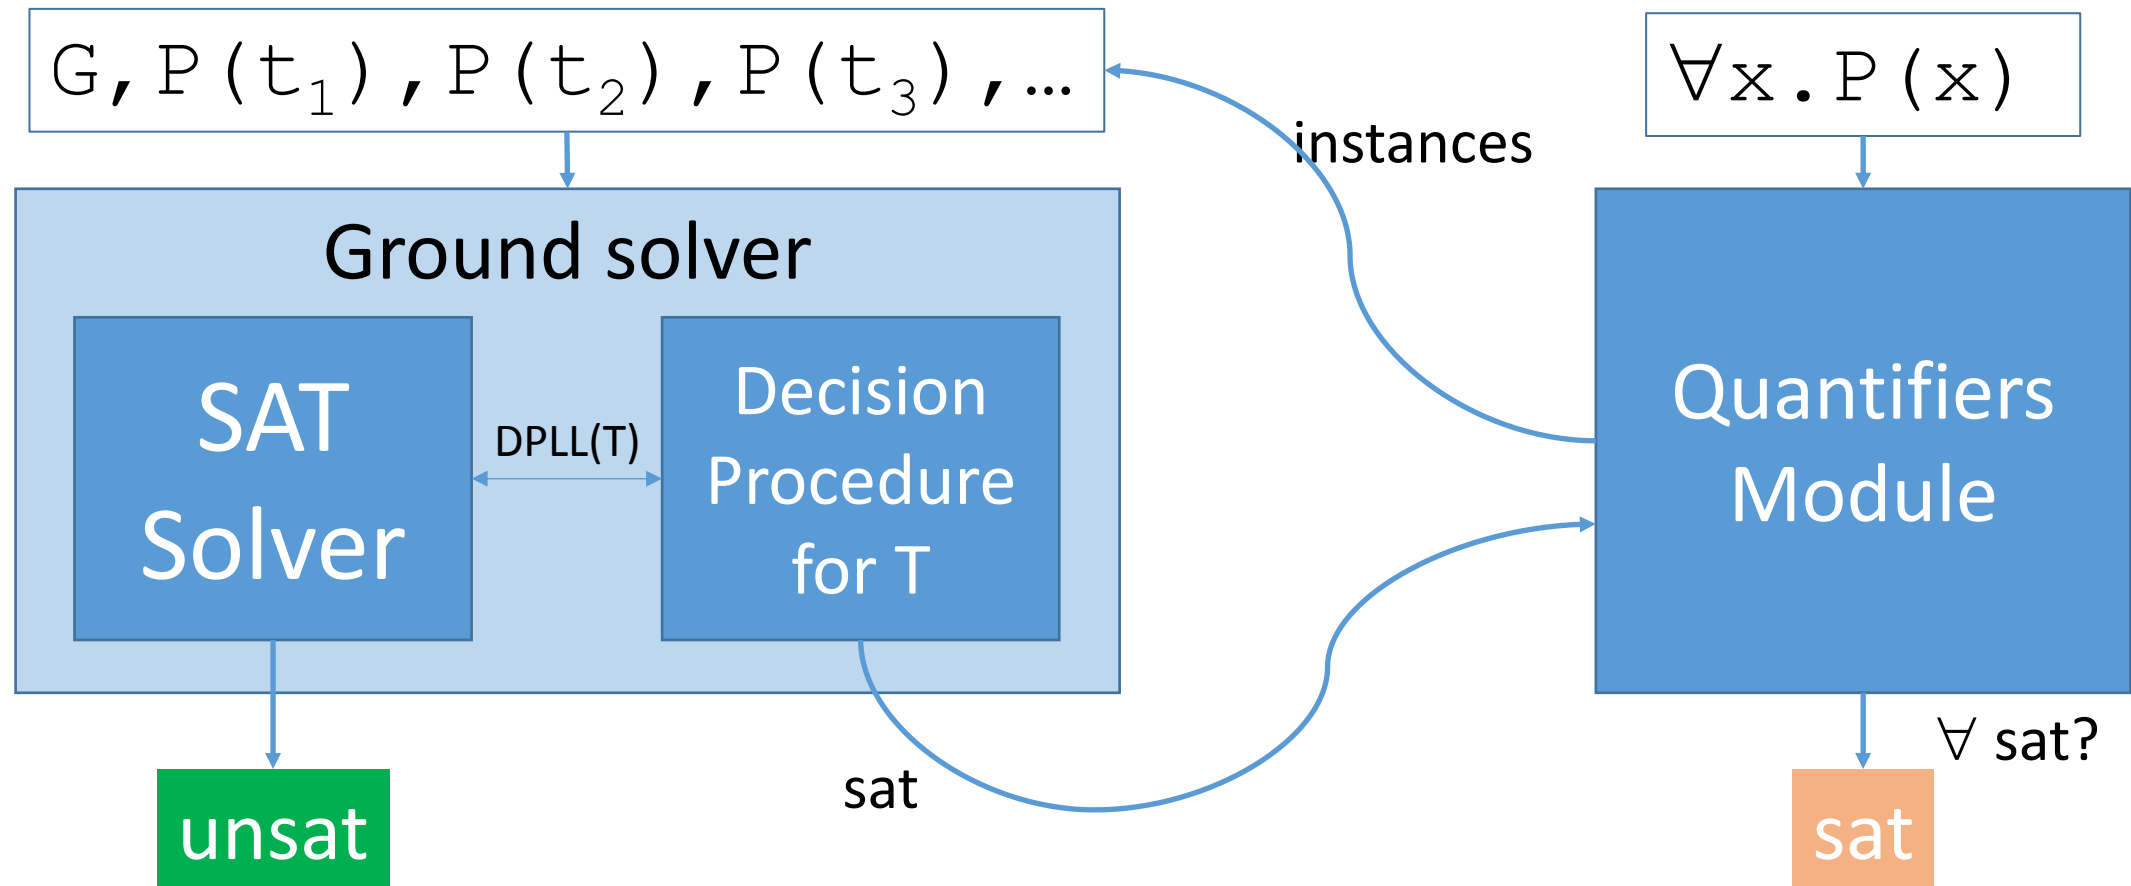 G,P(t₁),P(t₂),P(t₃),…
∀x.P(x)
instances
Ground solver
SAT
Solver
DPLL(T)
Decision
Procedure
for T
Quantifiers
Module
∀ sat?
sat
unsat
sat